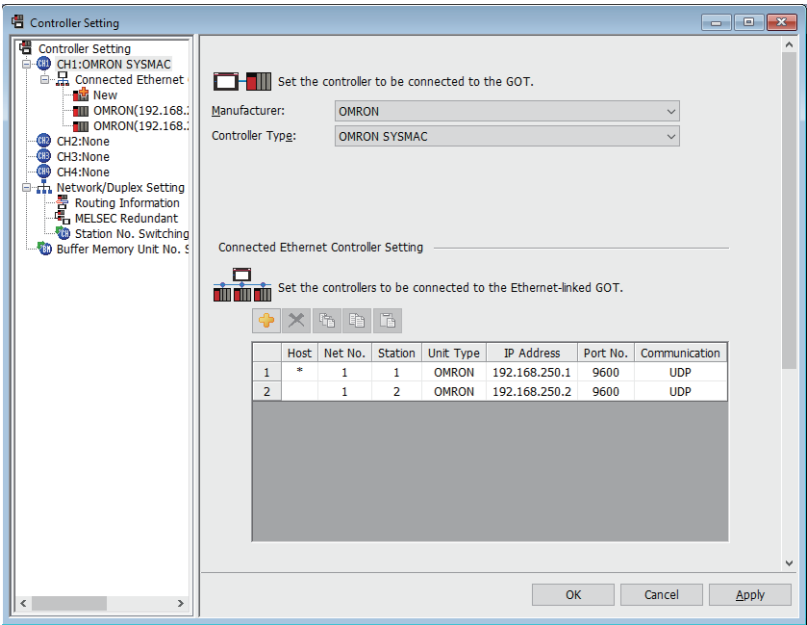 Controller Setting
Controller Setting
CH1:OMRON SYSMAC
Connected Ethernet
New
OMRON(192.168.
OMRON(192.168.
CH2:None
CH3:None
CH4:None
Network/Duplex Setting
Routing Information
MELSEC Redundant
Station No. Switching
Buffer Memory Unit No. S
Set the controller to be connected to the GOT.
Manufacturer: OMRON
Controller Type: OMRON SYSMAC
Connected Ethernet Controller Setting
Set the controllers to be connected to the Ethernet-linked GOT.
Host Net No. Station Unit Type IP Address Port No. Communication
1 * 1 1 OMRON 192.168.250.1 9600 UDP
2 1 2 OMRON 192.168.250.2 9600 UDP
OK Cancel Apply